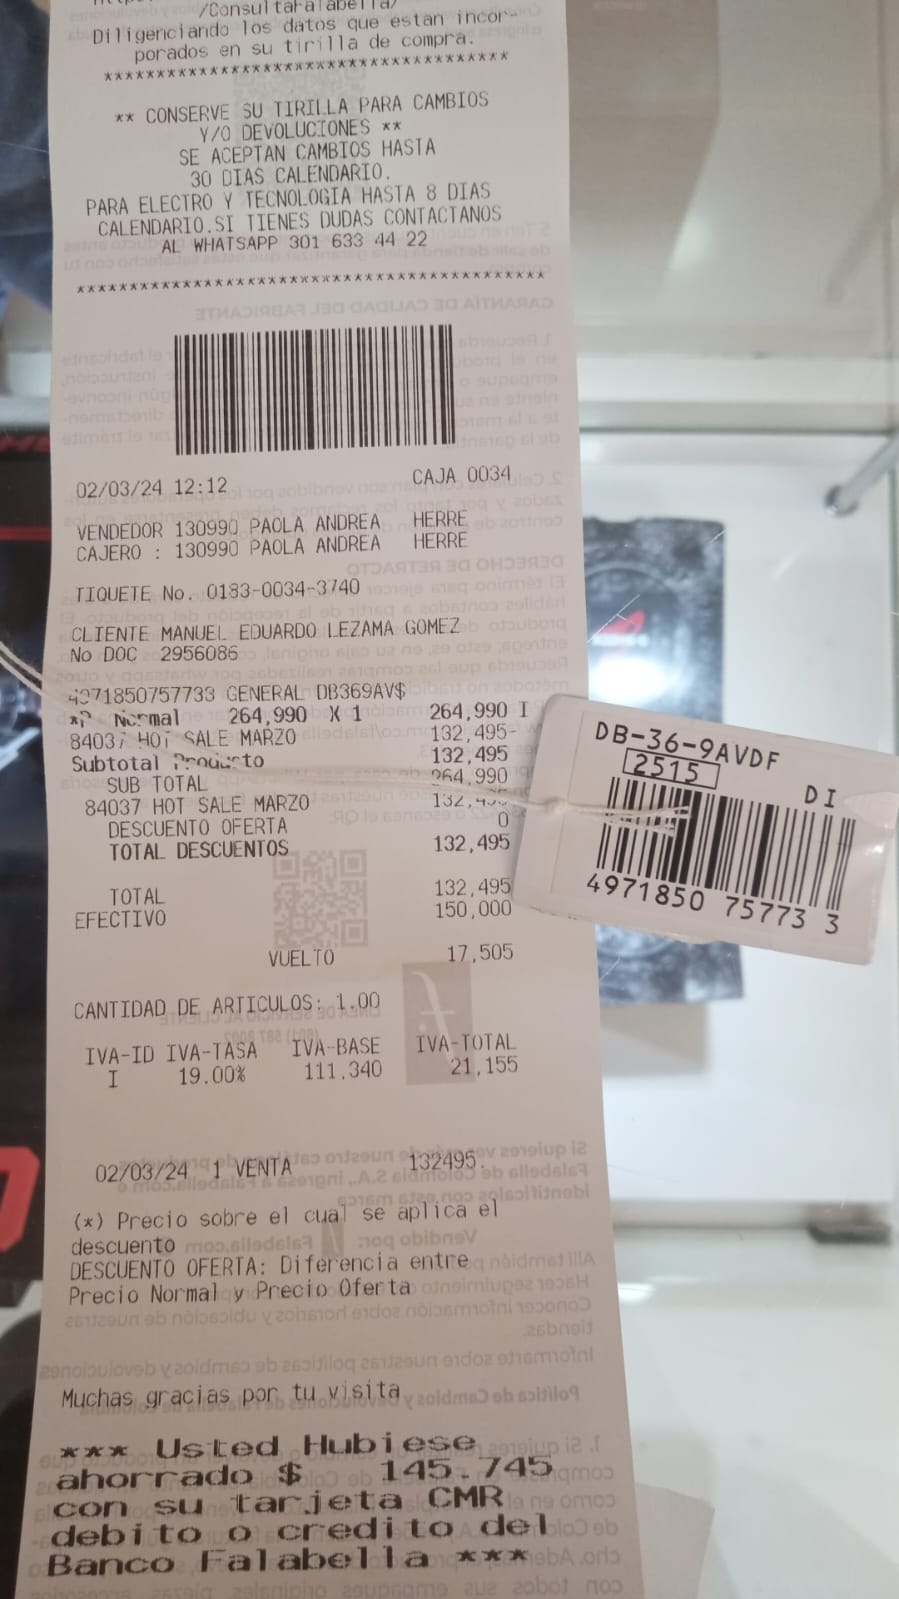 /ConsultaFalabella/
Diligenciando los datos que estan incor-
porados en su tirilla de compra.
****************************************
** CONSERVE SU TIRILLA PARA CAMBIOS
Y/O DEVOLUCIONES **
SE ACEPTAN CAMBIOS HASTA
30 DIAS CALENDARIO.
PARA ELECTRO Y TECNOLOGIA HASTA 8 DIAS
CALENDARIO.SI TIENES DUDAS CONTACTANOS
AL WHATSAPP 301 633 44 22
****************************************
02/03/24 12:12 CAJA 0034
VENDEDOR 130990 PAOLA ANDREA HERRE
CAJERO : 130990 PAOLA ANDREA HERRE
TIQUETE No. 0183-0034-3740
CLIENTE MANUEL EDUARDO LEZAMA GOMEZ
No DOC 2956086
4971850757733 GENERAL DB369AV$
*P Normal 264,990 X 1 264,990 I
84037 HOT SALE MARZO 132,495-
Subtotal Producto 132,495
SUB TOTAL 264,990
84037 HOT SALE MARZO 132,495
DESCUENTO OFERTA 0
TOTAL DESCUENTOS 132,495
TOTAL 132,495
EFECTIVO 150,000
VUELTO 17,505
CANTIDAD DE ARTICULOS: 1.00
IVA-ID IVA-TASA IVA-BASE IVA-TOTAL
I 19.00% 111.340 21,155
02/03/24 1 VENTA 132495.
(*) Precio sobre el cual se aplica el
descuento
DESCUENTO OFERTA: Diferencia entre
Precio Normal y Precio Oferta
Muchas gracias por tu visita
*** Usted Hubiese
ahorrado $ 145.745
con su tarjeta CMR
debito o credito del
Banco Falabella ***
DB-36-9AVDF
2515
DI
4971850 75773 3